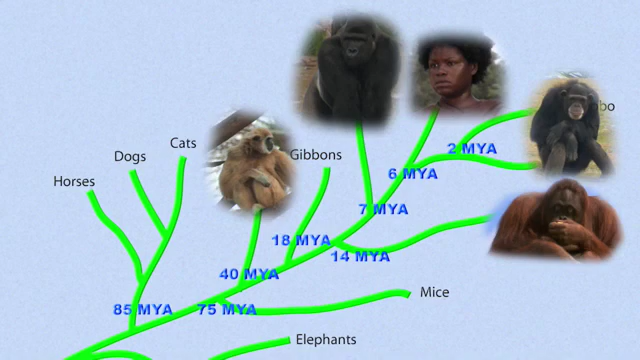 Cats
Dogs
Gibbons
Horses
2 MYA
6 MYA
7 MYA
18 MYA
14 MYA
40 MYA
85 MYA
75 MYA
Mice
Elephants